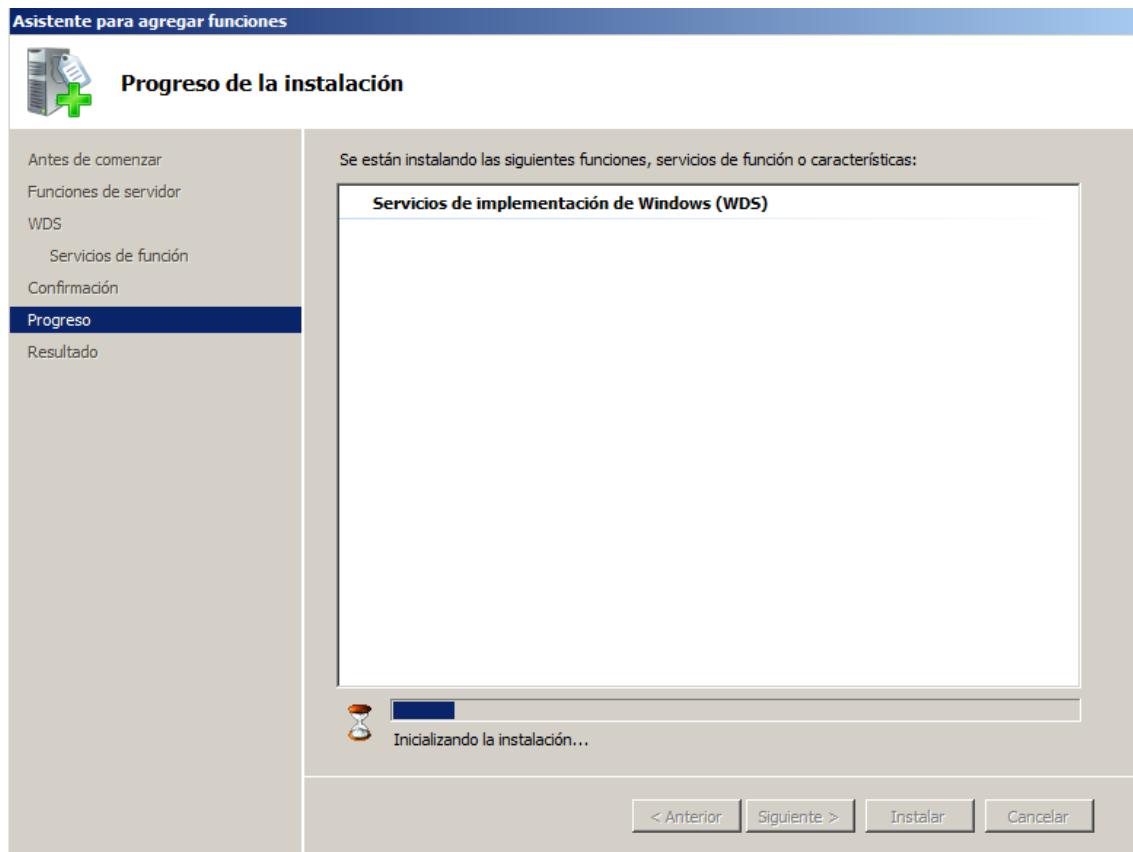 Asistente para agregar funciones
Progreso de la instalación
Antes de comenzar
Funciones de servidor
WDS
Servicios de función
Confirmación
Progreso
Resultado
Se están instalando las siguientes funciones, servicios de función o características:
Servicios de implementación de Windows (WDS)
Inicializando la instalación...
< Anterior
Siguiente >
Instalar
Cancelar